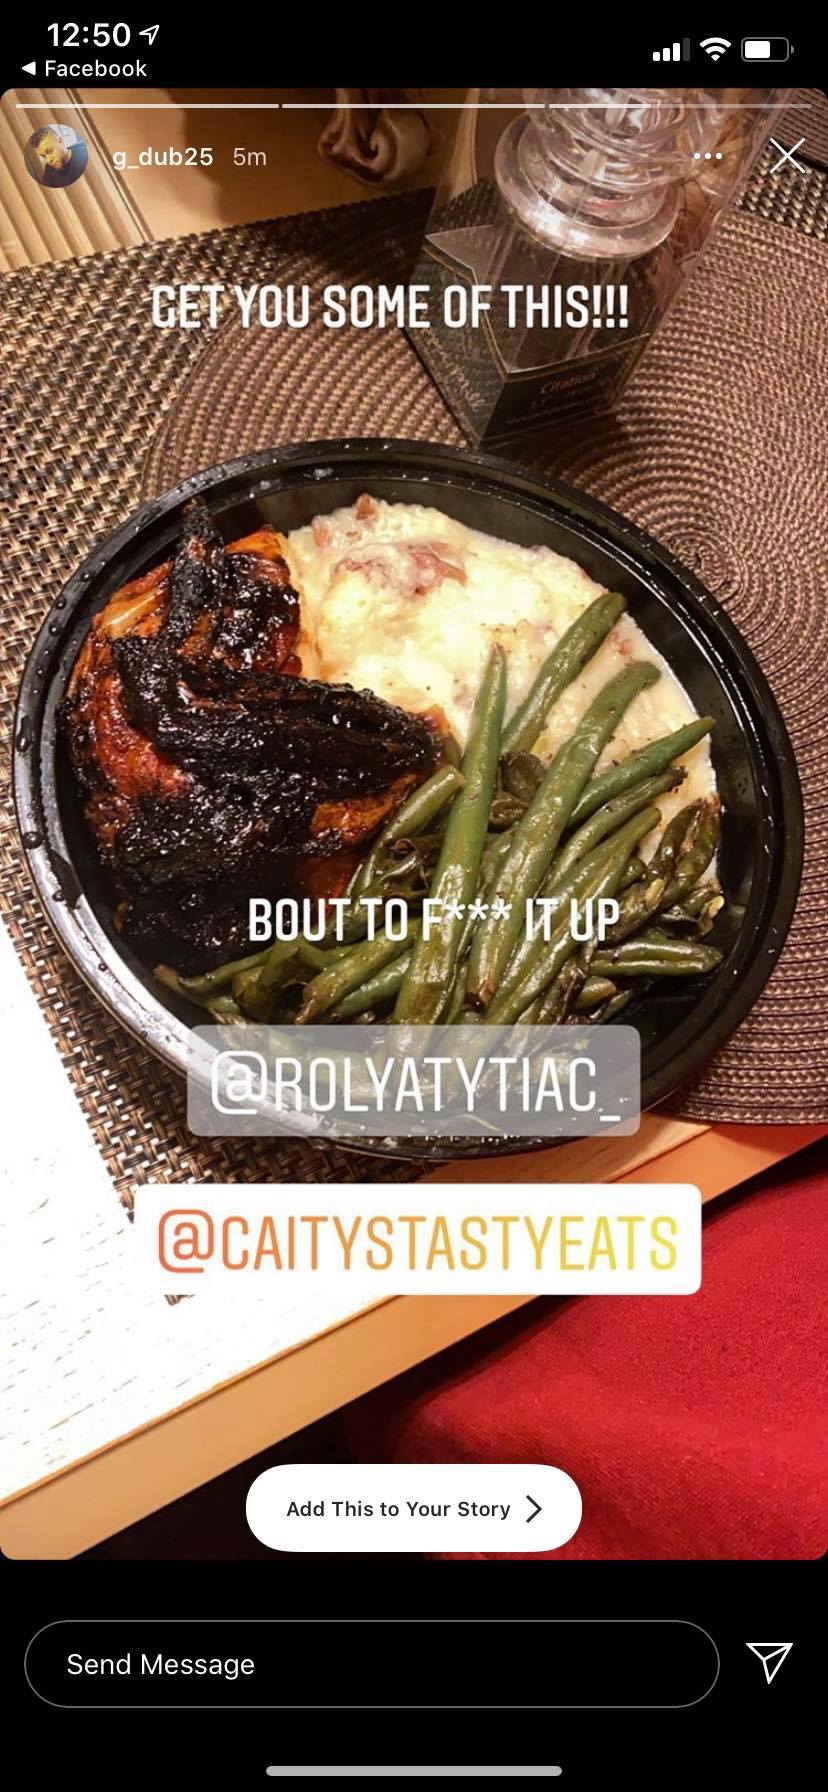 12:50
◀ Facebook
g_dub25 5m
GET YOU SOME OF THIS!!!
Citation
BOUT TO F*** IT UP
@ROLYATYTIAC_
@CAITYSTASTYEATS
Add This to Your Story
Send Message